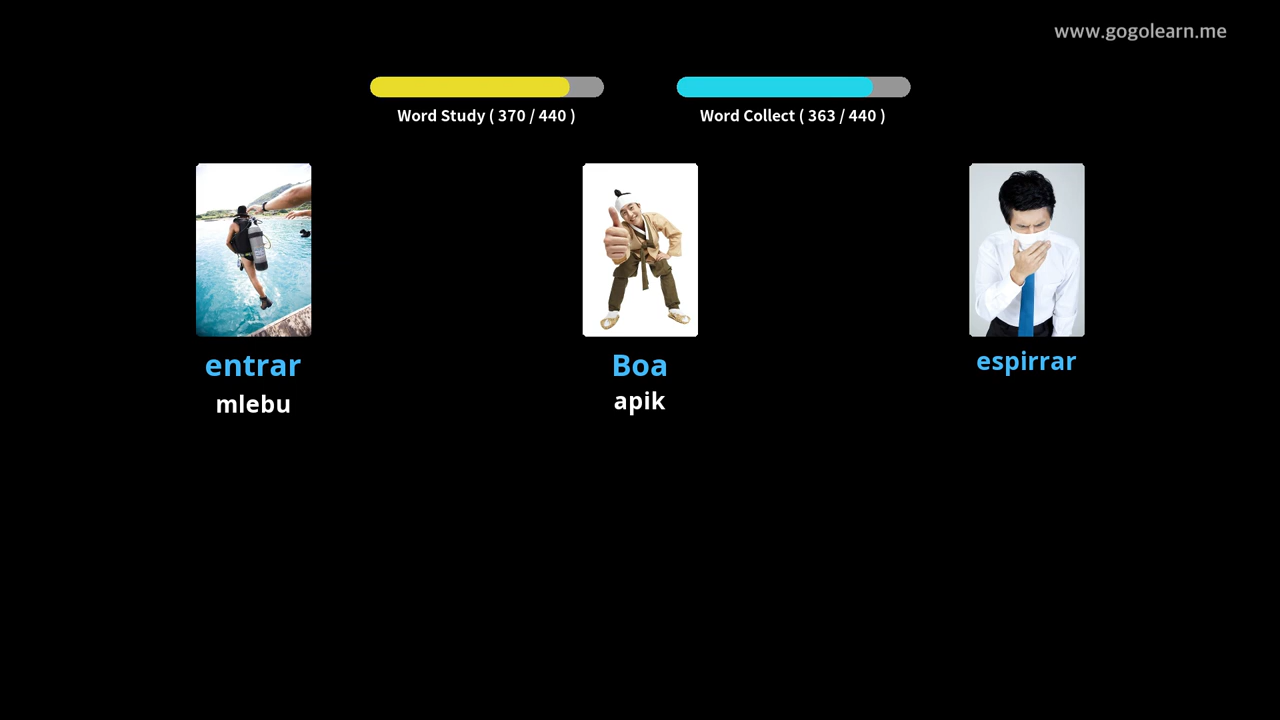 www.gogolearn.me
Word Study ( 370 / 440 )
Word Collect ( 363 / 440 )
entrar
mlebu
Boa
apik
espirrar